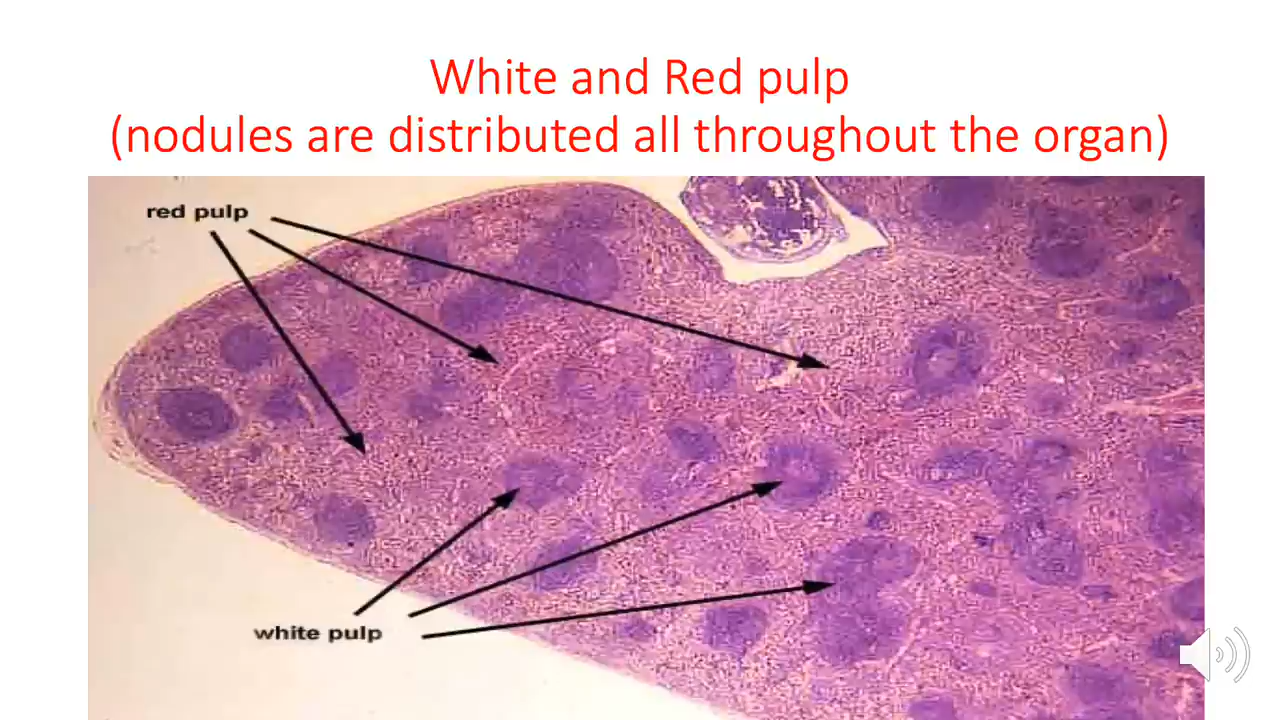 White and Red pulp
(nodules are distributed all throughout the organ)
red pulp
white pulp